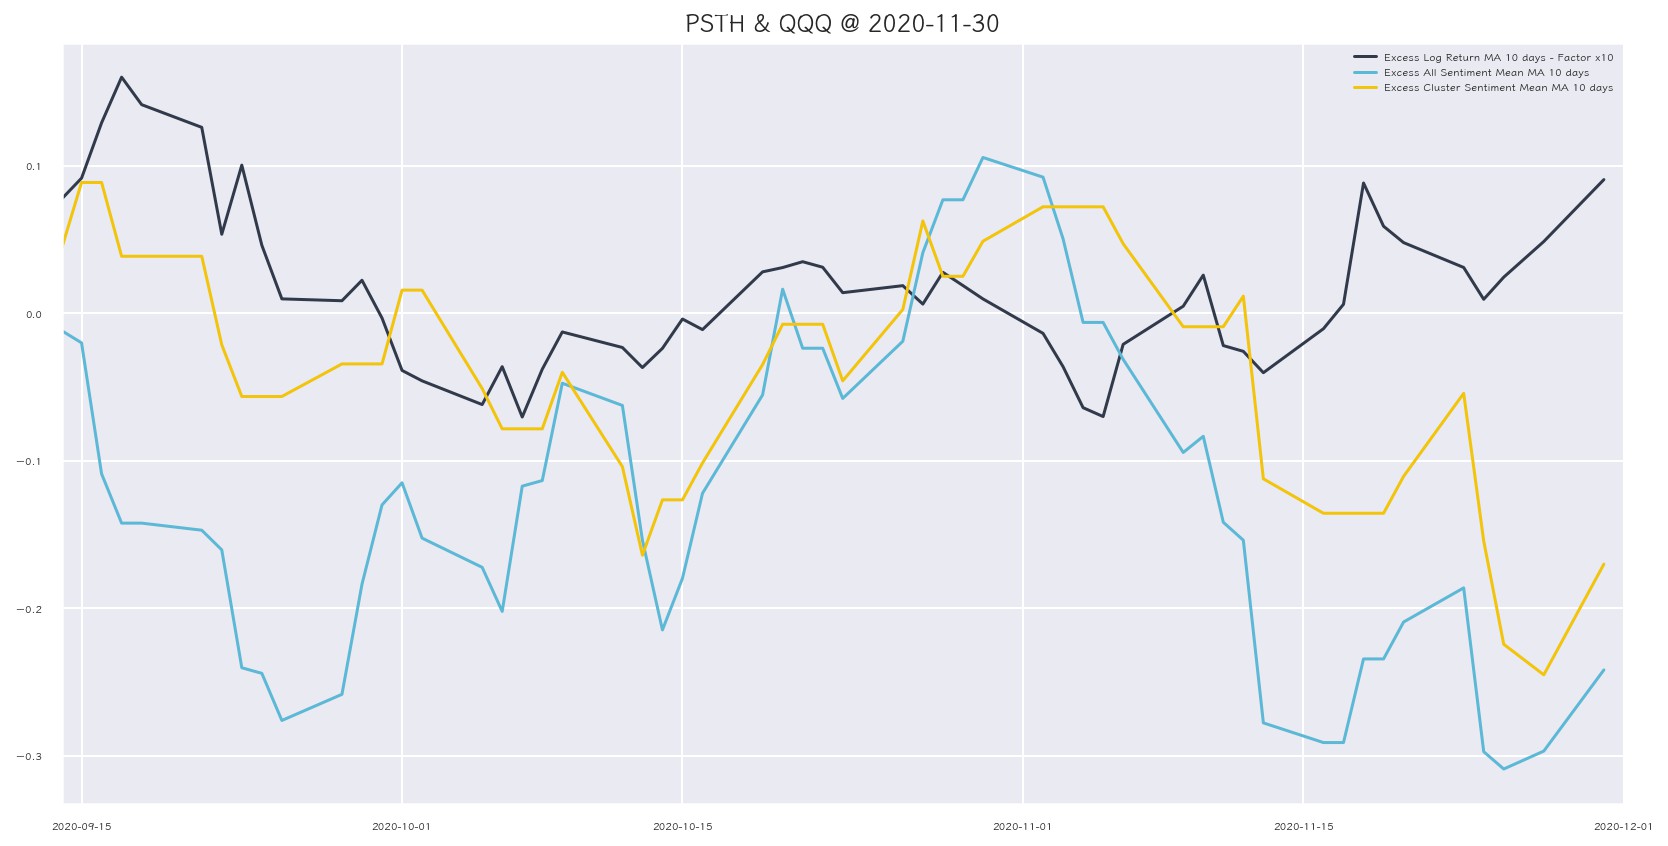 PSTH & QQQ @ 2020-11-30
Excess Log Return MA 10 days - Factor x10
Excess All Sentiment Mean MA 10 days
Excess Cluster Sentiment Mean MA 10 days
0.1
0.0
−0.1
−0.2
−0.3
2020-09-15
2020-10-01
2020-10-15
2020-11-01
2020-11-15
2020-12-01